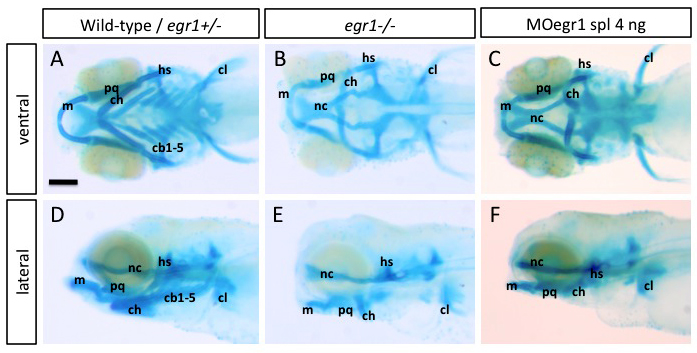 Wild-type / egr1+/-
egr1-/-
MOegr1 spl 4 ng
ventral
A
hs
cl
pq
ch
m
cb1-5
B
hs
cl
pq
ch
m
nc
C
hs
cl
pq
ch
m
nc
lateral
D
hs
nc
m
pq
cb1-5
cl
ch
E
hs
nc
m
pq
ch
cl
F
nc
hs
m
pq
ch
cl